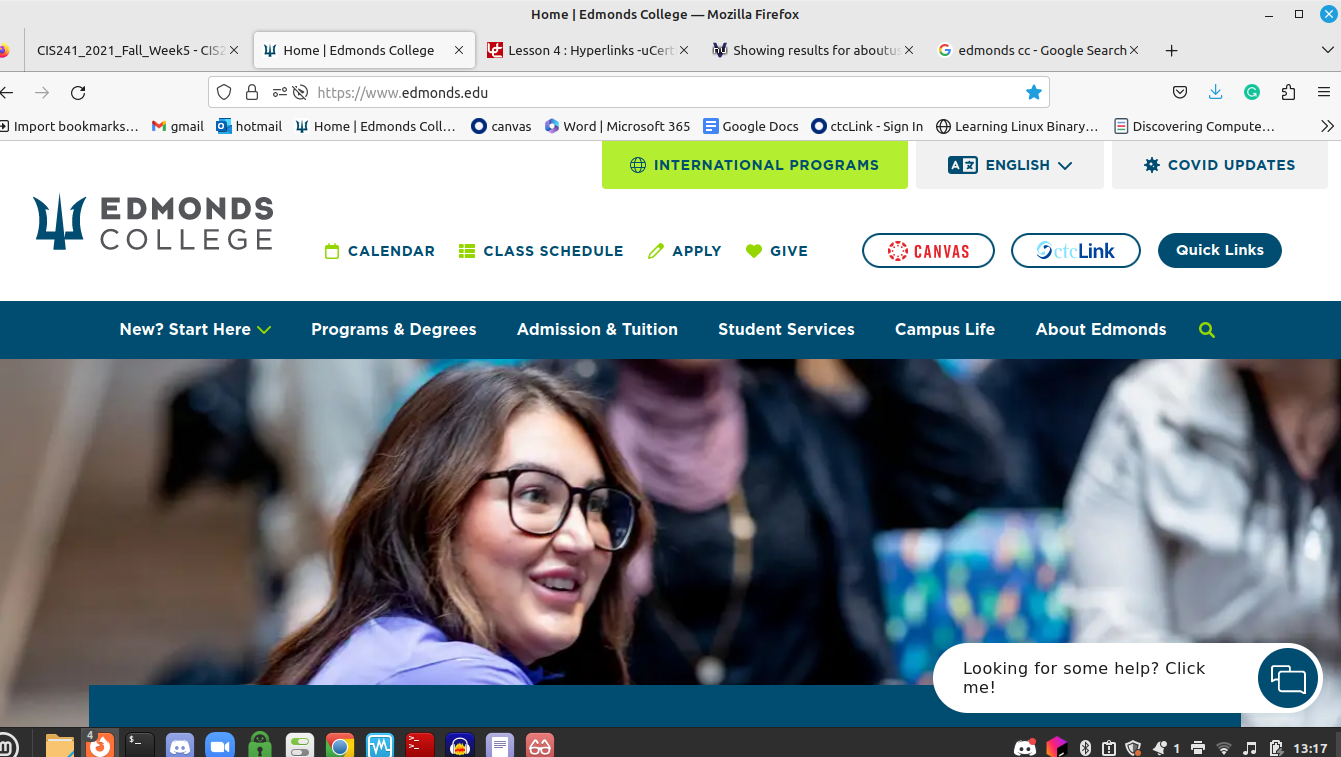 Home | Edmonds College — Mozilla Firefox
CIS241_2021_Fall_Week5 - CIS2
Home | Edmonds College
Lesson 4 : Hyperlinks -uCert
Showing results for aboutus
edmonds cc - Google Search
https://www.edmonds.edu
Import bookmarks...
gmail
hotmail
Home | Edmonds Coll...
canvas
Word | Microsoft 365
Google Docs
ctcLink - Sign In
Learning Linux Binary...
Discovering Compute...
INTERNATIONAL PROGRAMS
ENGLISH
COVID UPDATES
EDMONDS
COLLEGE
CALENDAR
CLASS SCHEDULE
APPLY
GIVE
CANVAS
ctcLink
Quick Links
New? Start Here
Programs & Degrees
Admission & Tuition
Student Services
Campus Life
About Edmonds
Looking for some help? Click
me!
4
1
13:17